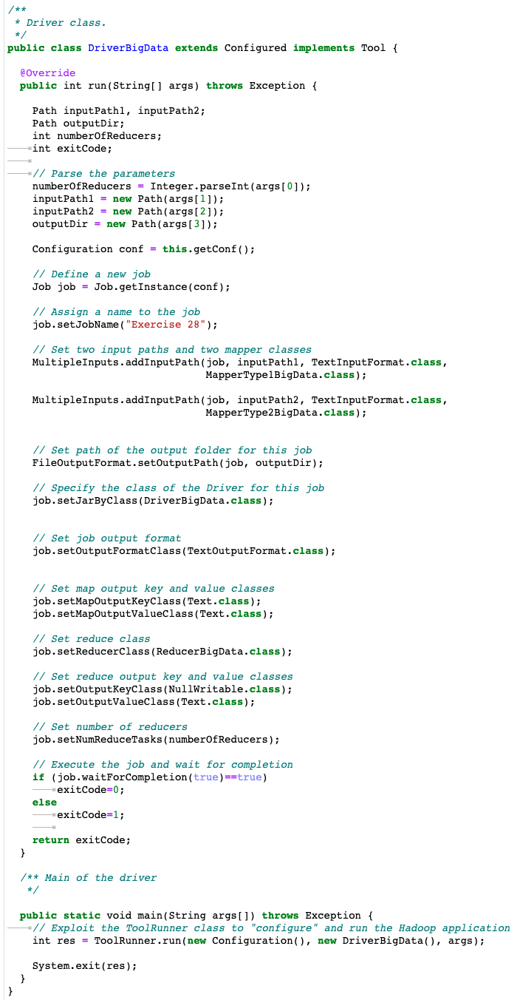 /**
 * Driver class.
 */
public class DriverBigData extends Configured implements Tool {

  @Override
  public int run(String[] args) throws Exception {

    Path inputPath1, inputPath2;
    Path outputDir;
    int numberOfReducers;
    int exitCode;

    // Parse the parameters
    numberOfReducers = Integer.parseInt(args[0]);
    inputPath1 = new Path(args[1]);
    inputPath2 = new Path(args[2]);
    outputDir = new Path(args[3]);

    Configuration conf = this.getConf();

    // Define a new job
    Job job = Job.getInstance(conf);

    // Assign a name to the job
    job.setJobName("Exercise 28");

    // Set two input paths and two mapper classes
    MultipleInputs.addInputPath(job, inputPath1, TextInputFormat.class,
                                MapperType1BigData.class);

    MultipleInputs.addInputPath(job, inputPath2, TextInputFormat.class,
                                MapperType2BigData.class);


    // Set path of the output folder for this job
    FileOutputFormat.setOutputPath(job, outputDir);

    // Specify the class of the Driver for this job
    job.setJarByClass(DriverBigData.class);


    // Set job output format
    job.setOutputFormatClass(TextOutputFormat.class);


    // Set map output key and value classes
    job.setMapOutputKeyClass(Text.class);
    job.setMapOutputValueClass(Text.class);

    // Set reduce class
    job.setReducerClass(ReducerBigData.class);

    // Set reduce output key and value classes
    job.setOutputKeyClass(NullWritable.class);
    job.setOutputValueClass(Text.class);

    // Set number of reducers
    job.setNumReduceTasks(numberOfReducers);

    // Execute the job and wait for completion
    if (job.waitForCompletion(true)==true)
        exitCode=0;
    else
        exitCode=1;

    return exitCode;
  }

  /** Main of the driver
   */

  public static void main(String args[]) throws Exception {
    // Exploit the ToolRunner class to "configure" and run the Hadoop application
    int res = ToolRunner.run(new Configuration(), new DriverBigData(), args);

    System.exit(res);
  }
}